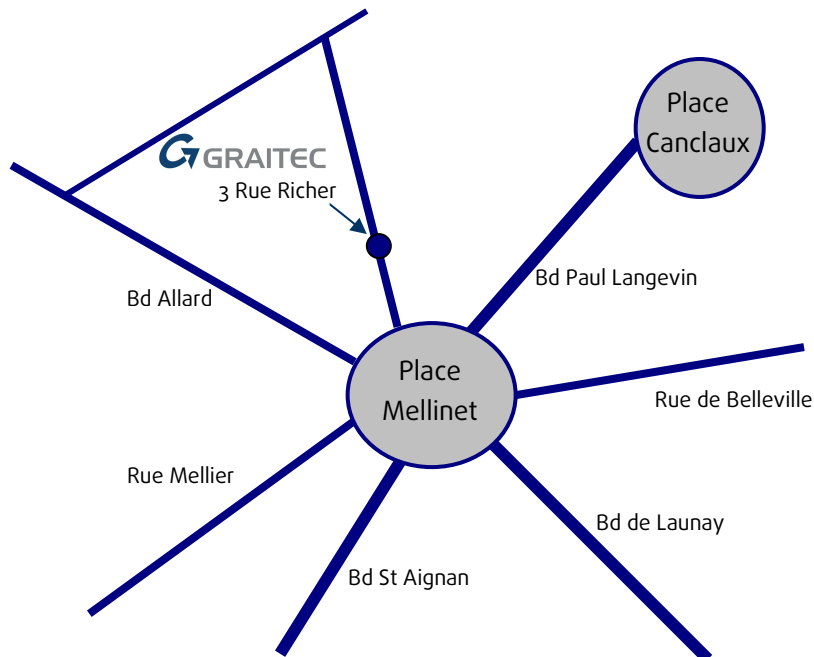 Place
Canclaux
GRAITEC
3 Rue Richer
Bd Paul Langevin
Bd Allard
Place
Mellinet
Rue de Belleville
Rue Mellier
Bd de Launay
Bd St Aignan